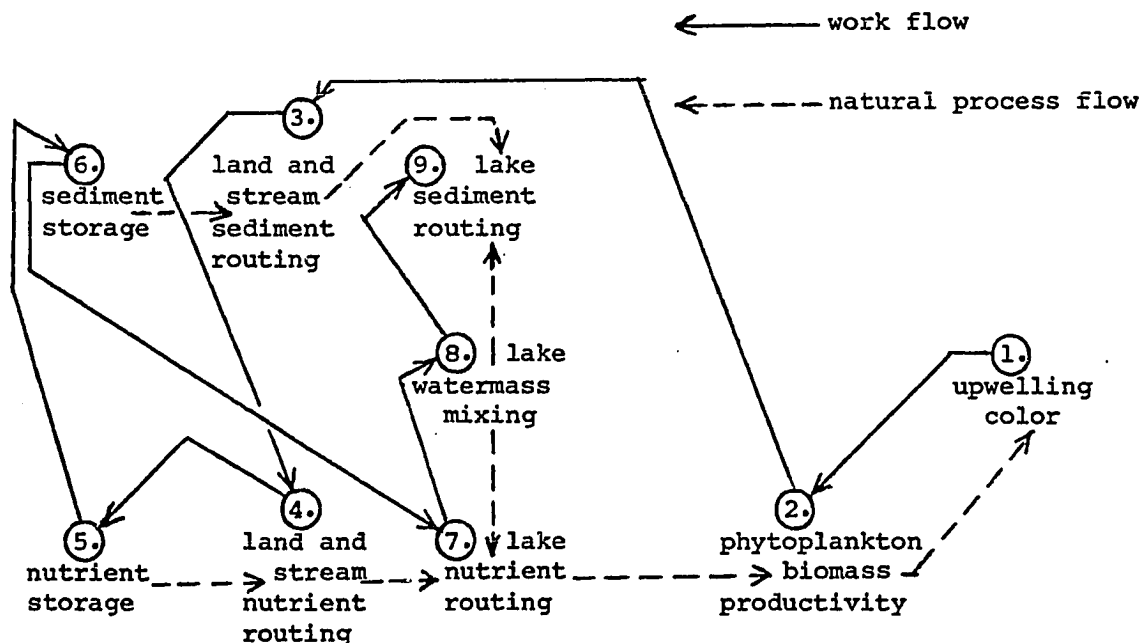 work flow
natural process flow
3.
6.
9.
land and
stream
sediment
routing
lake
sediment
routing
sediment
storage
8.
lake
watermass
mixing
1.
upwelling
color
4.
land and
stream
nutrient
routing
5.
nutrient
storage
7.
lake
nutrient
routing
2.
phytoplankton
biomass
productivity